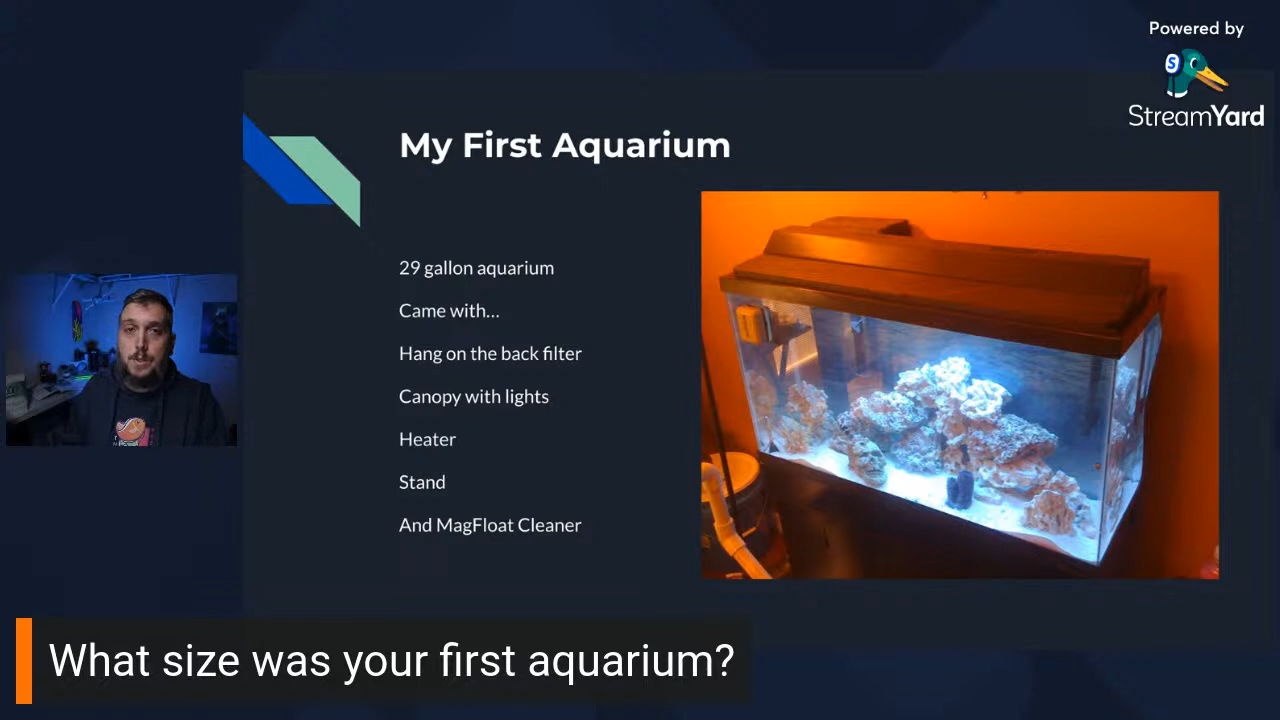 Powered by
S
StreamYard
My First Aquarium
29 gallon aquarium
Came with...
Hang on the back filter
Canopy with lights
Heater
Stand
And MagFloat Cleaner
What size was your first aquarium?